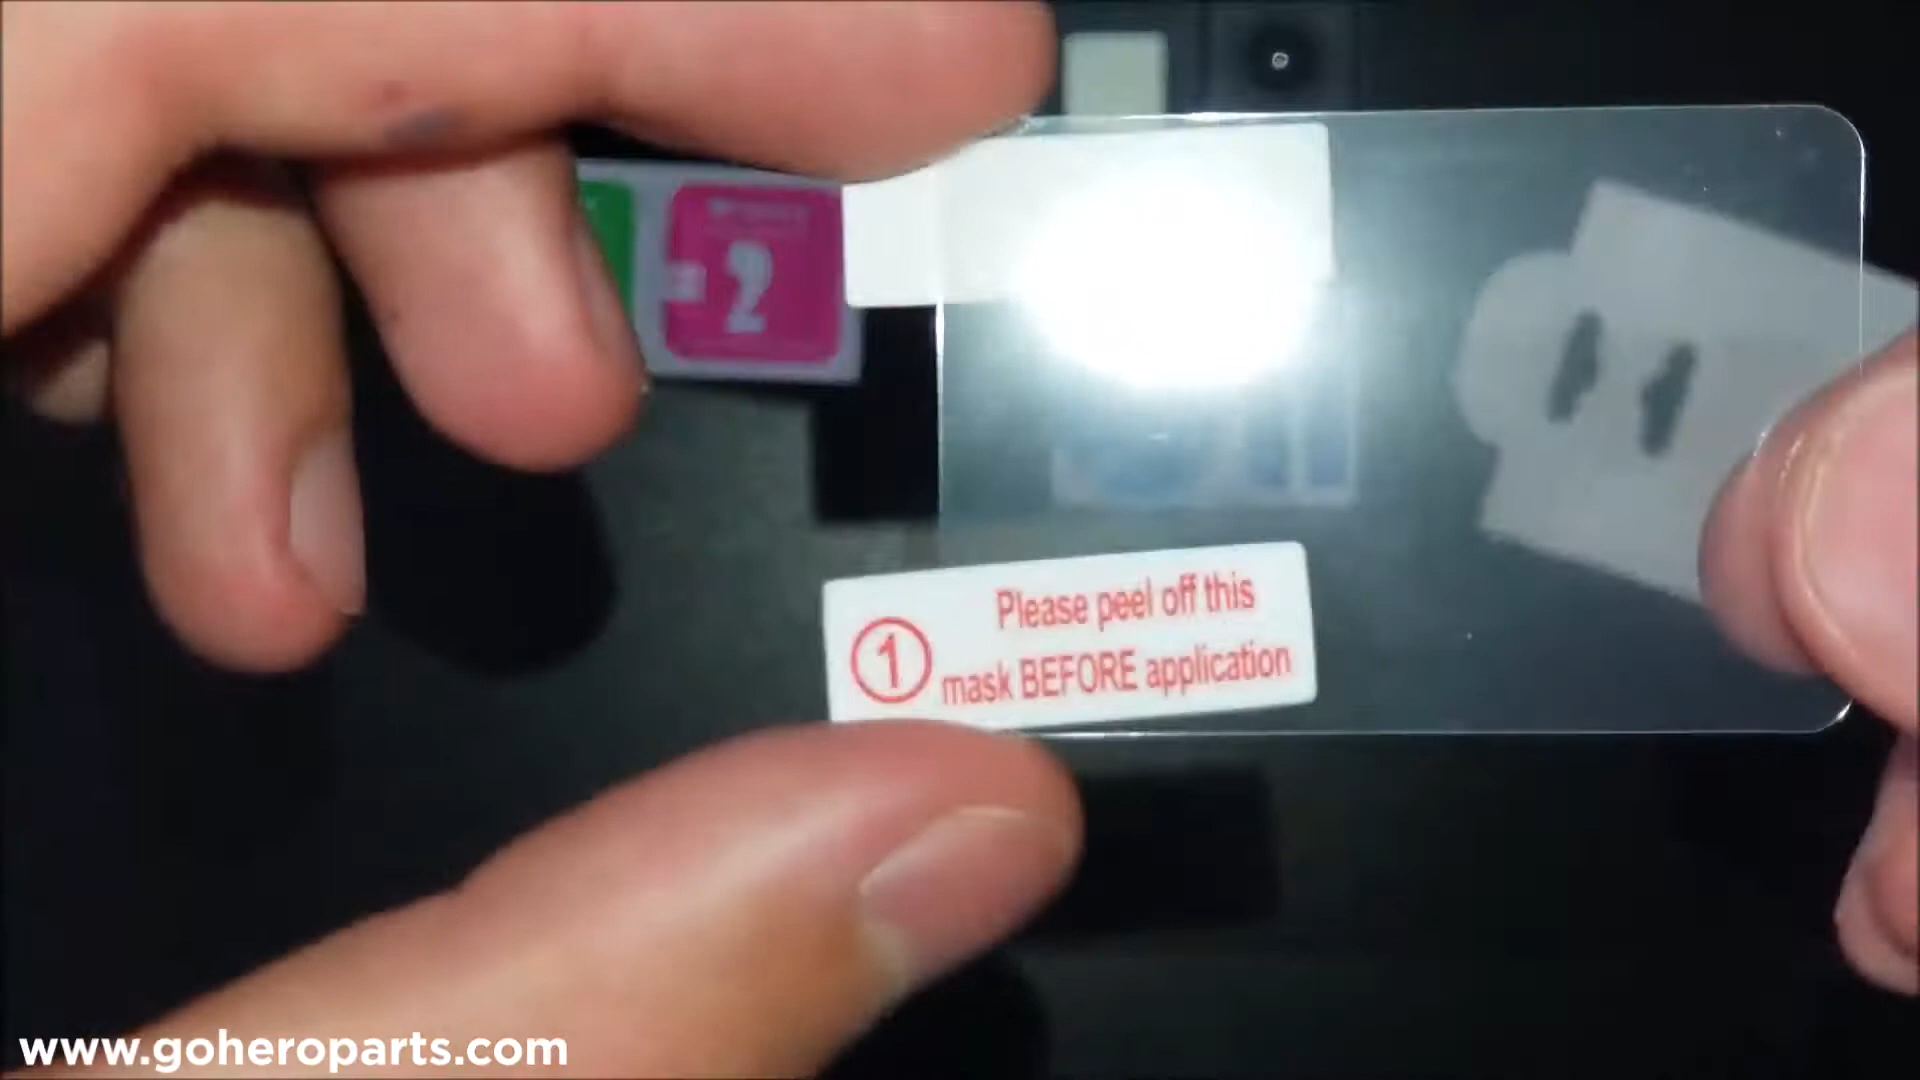 2
1
Please peel off this
mask BEFORE application
www.goheroparts.com